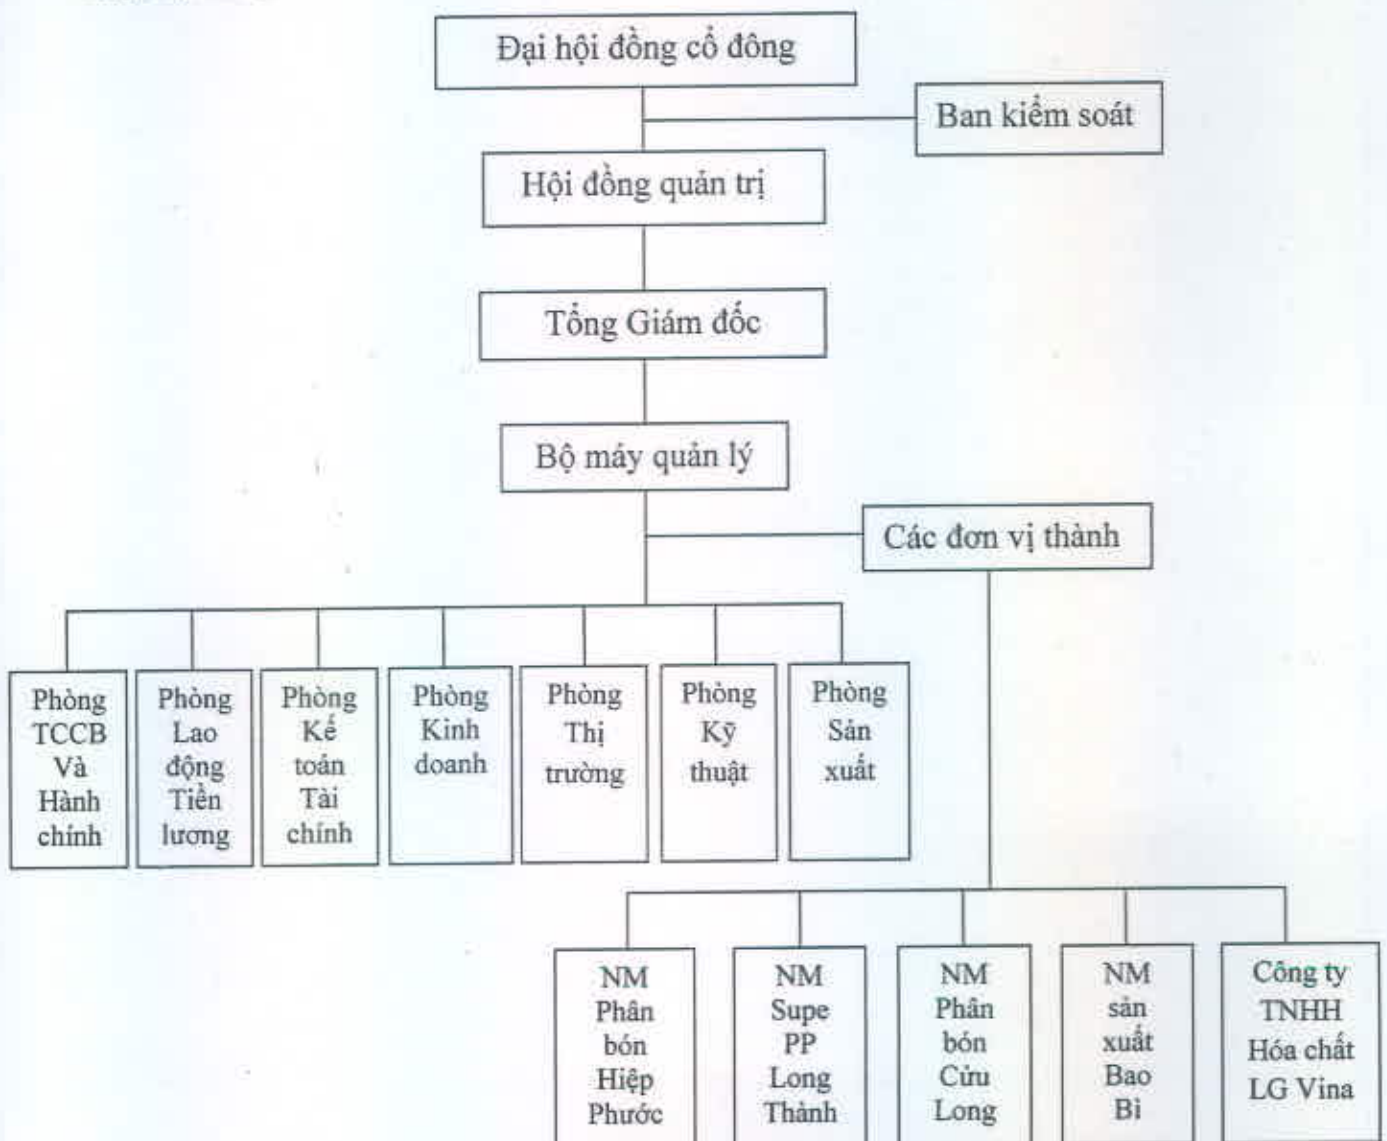 Đại hội đồng cổ đông
Ban kiểm soát
Hội đồng quản trị
Tổng Giám đốc
Bộ máy quản lý
Các đơn vị thành
Phòng
TCCB
Và
Hành
chính
Phòng
Lao
động
Tiền
lương
Phòng
Kế
toán
Tài
chính
Phòng
Kinh
doanh
Phòng
Thị
trường
Phòng
Kỹ
thuật
Phòng
Sản
xuất
NM
Phân
bón
Hiệp
Phước
NM
Supe
PP
Long
Thành
NM
Phân
bón
Cửu
Long
NM
sản
xuất
Bao
Bì
Công ty
TNHH
Hóa chất
LG Vina